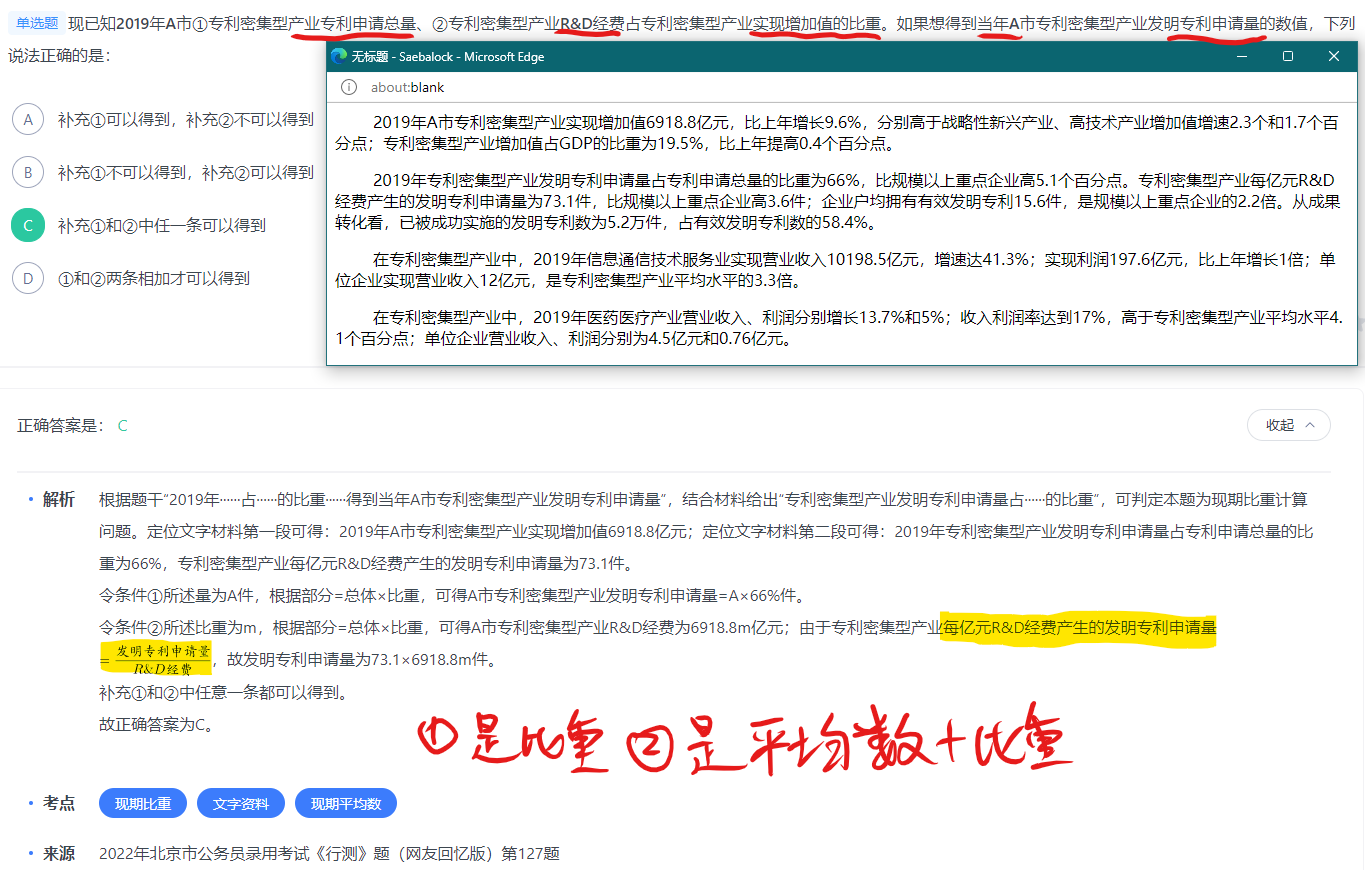 单选题 现已知2019年A市①专利密集型产业专利申请总量、②专利密集型产业R&D经费占专利密集型产业实现增加值的比重。如果想得到当年A市专利密集型产业发明专利申请量的数值，下列
说法正确的是：
A 补充①可以得到，补充②不可以得到
B 补充①不可以得到，补充②可以得到
C 补充①和②中任一条可以得到
D ①和②两条相加才可以得到
无标题 - Saebalock - Microsoft Edge
about:blank
2019年A市专利密集型产业实现增加值6918.8亿元，比上年增长9.6%，分别高于战略性新兴产业、高技术产业增加值增速2.3个和1.7个百
分点；专利密集型产业增加值占GDP的比重为19.5%，比上年提高0.4个百分点。
2019年专利密集型产业发明专利申请量占专利申请总量的比重为66%，比规模以上重点企业高5.1个百分点。专利密集型产业每亿元R&D
经费产生的发明专利申请量为73.1件，比规模以上重点企业高3.6件；企业户均拥有有效发明专利15.6件，是规模以上重点企业的2.2倍。从成果
转化看，已被成功实施的发明专利数为5.2万件，占有效发明专利数的58.4%。
在专利密集型产业中，2019年信息通信技术服务业实现营业收入10198.5亿元，增速达41.3%；实现利润197.6亿元，比上年增长1倍；单
位企业实现营业收入12亿元，是专利密集型产业平均水平的3.3倍。
在专利密集型产业中，2019年医药医疗产业营业收入、利润分别增长13.7%和5%；收入利润率达到17%，高于专利密集型产业平均水平4.
1个百分点；单位企业营业收入、利润分别为4.5亿元和0.76亿元。
正确答案是： C
收起
解析 根据题干“2019年……占……的比重……得到当年A市专利密集型产业发明专利申请量”，结合材料给出“专利密集型产业发明专利申请量占……的比重”，可判定本题为现期比重计算
问题。定位文字材料第一段可得：2019年A市专利密集型产业实现增加值6918.8亿元；定位文字材料第二段可得：2019年专利密集型产业发明专利申请量占专利申请总量的比
重为66%，专利密集型产业每亿元R&D经费产生的发明专利申请量为73.1件。
令条件①所述量为A件，根据部分=总体×比重，可得A市专利密集型产业发明专利申请量=A×66%件。
令条件②所述比重为m，根据部分=总体×比重，可得A市专利密集型产业R&D经费为6918.8m亿元；由于专利密集型产业每亿元R&D经费产生的发明专利申请量
=发明专利申请量/R&D经费，故发明专利申请量为73.1×6918.8m件。
补充①和②中任意一条都可以得到。
故正确答案为C。
①是比重 ②是平均数+比重
考点 现期比重 文字资料 现期平均数
来源 2022年北京市公务员录用考试《行测》题（网友回忆版）第127题